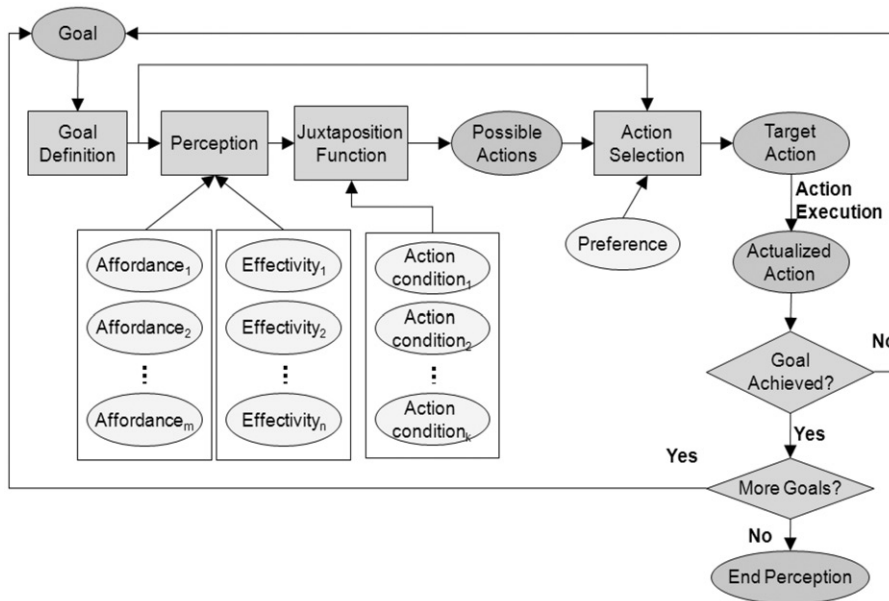 Goal
Goal
Definition
Perception
Juxtaposition
Function
Possible
Actions
Action
Selection
Target
Action
Action
Execution
Preference
Actualized
Action
Affordance₁
Affordance₂
Affordanceₘ
Effectivity₁
Effectivity₂
Effectivityₙ
Action
condition₁
Action
condition₂
Action
conditionₖ
Goal
Achieved?
No
Yes
Yes
More Goals?
No
End Perception